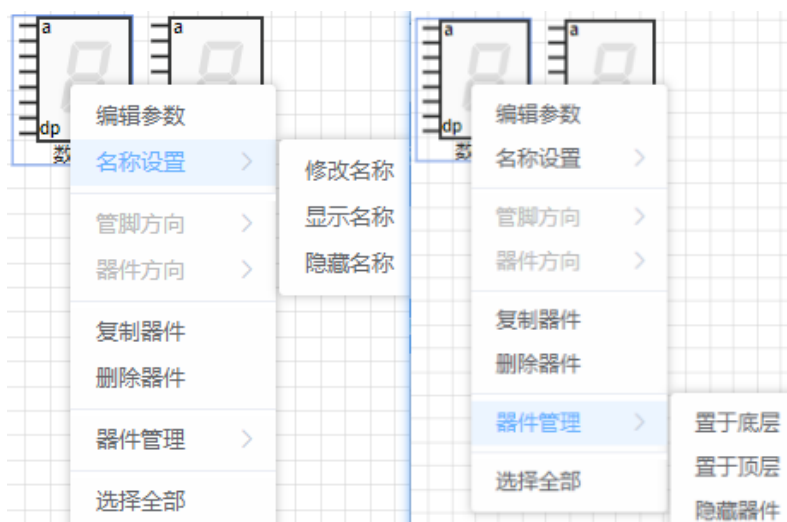 a
a
dp
数
编辑参数
名称设置
管脚方向
器件方向
复制器件
删除器件
器件管理
选择全部
修改名称
显示名称
隐藏名称
a
a
dp
数
编辑参数
名称设置
管脚方向
器件方向
复制器件
删除器件
器件管理
选择全部
置于底层
置于顶层
隐藏器件